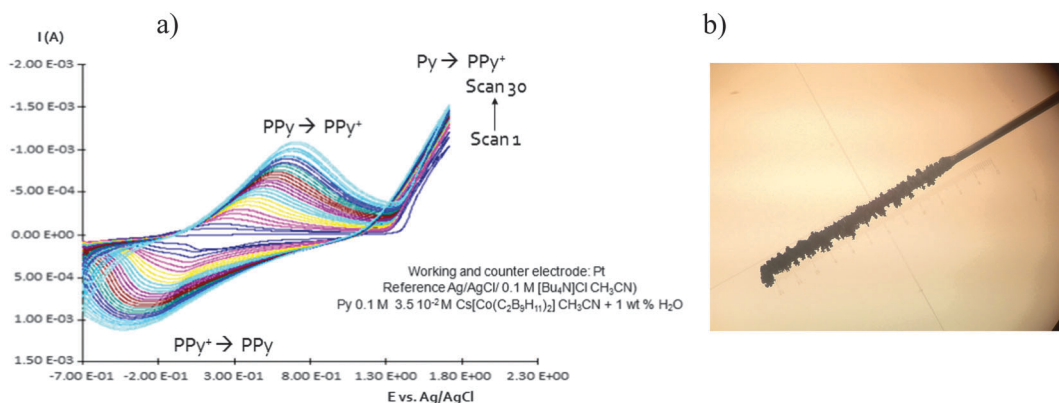 a)
b)
I (A)
-2.00 E-03
-1.50 E-03
-1.00 E-03
-5.00 E-04
0.00 E+00
5.00 E-04
1.00 E-03
1.50 E-03
Py → PPy⁺
Scan 30
Scan 1
PPy → PPy⁺
Working and counter electrode: Pt
Reference Ag/AgCl/ 0.1 M [Bu₄N]Cl CH₃CN)
Py 0.1 M 3.5 10⁻² M Cs[Co(C₂B₉H₁₁)₂] CH₃CN + 1 wt % H₂O
PPy⁺ → PPy
-7.00 E-01 -2.00 E-01 3.00 E-01 8.00 E-01 1.30 E+00 1.80 E+00 2.30 E+00
E vs. Ag/AgCl